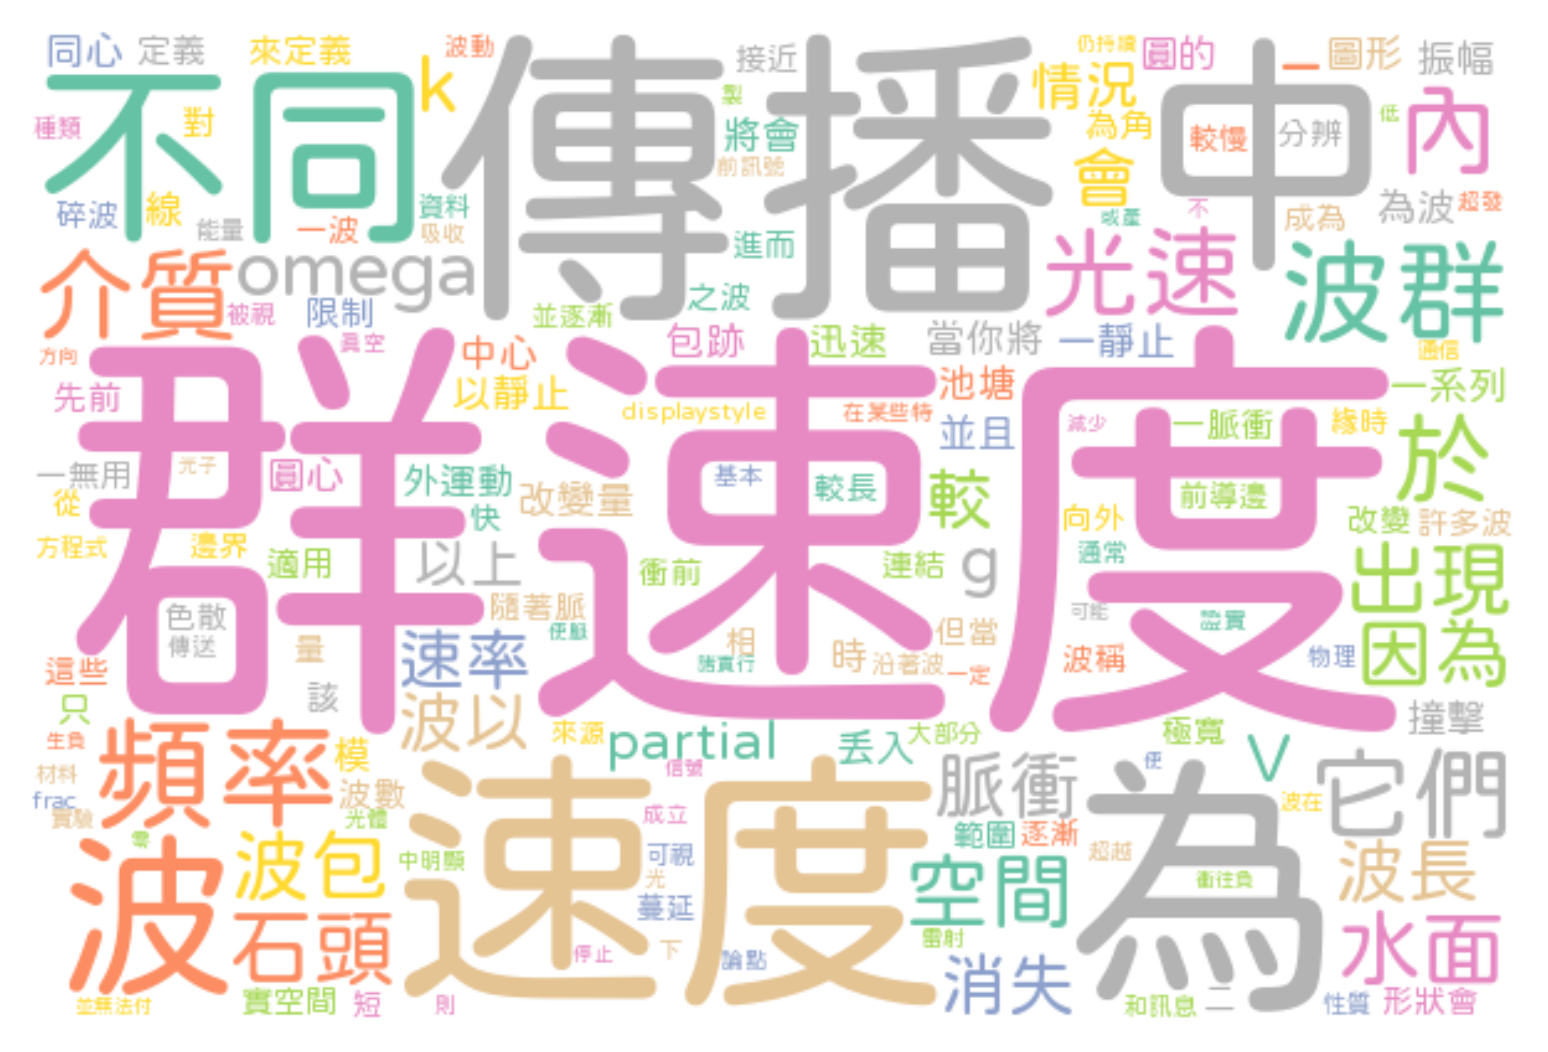 同心 定義 來定義 波動 接近 仍持續 圓的 一 圖形 振幅
不同 k 傳播 情況 中 內
種類 對 製 將會 為角 較慢 分辨 低
前訊號 會
碎波 線 能量 一波 資料 吸收 進而 或產 不 成為 為波 超發
介質 omega 光速 波群
被視 限制 並逐漸 之波
方向 真空 中心 包跡 迅速 當你將 一靜止 通信
先前 以靜止 displaystyle 池塘 在某些特 一系列
群速度
並且 減少 一脈衝 緣時 於
一無用 光子 圓心 外運動 改變量 基本 較長 較 前導邊
從 快 向外 改變 許多波
方程式 邊界 適用 以上 衝前 連結 g 通常 出現
色散 傳送 隨著脈 便脈 相 可能 證實 因為
量 速率 時 沿著波 但當 一定 波稱 物理
這些 該 只 波以
生負 頻率 模 來源 partial 丟入 大部分 極寬 v 撞擊
材料 frac 波數 信號 脈衝 便 它們
實驗 光體 速度 成立 範圍 逐漸 為 波在
零 波包 中明顯 可視 光 超越 波長
波 石頭 蔓延 空間 衝往負
停止 下 論點 雷射 消失 水面
並無法付 實空間 短 則 和訊息 二 性質 形狀會